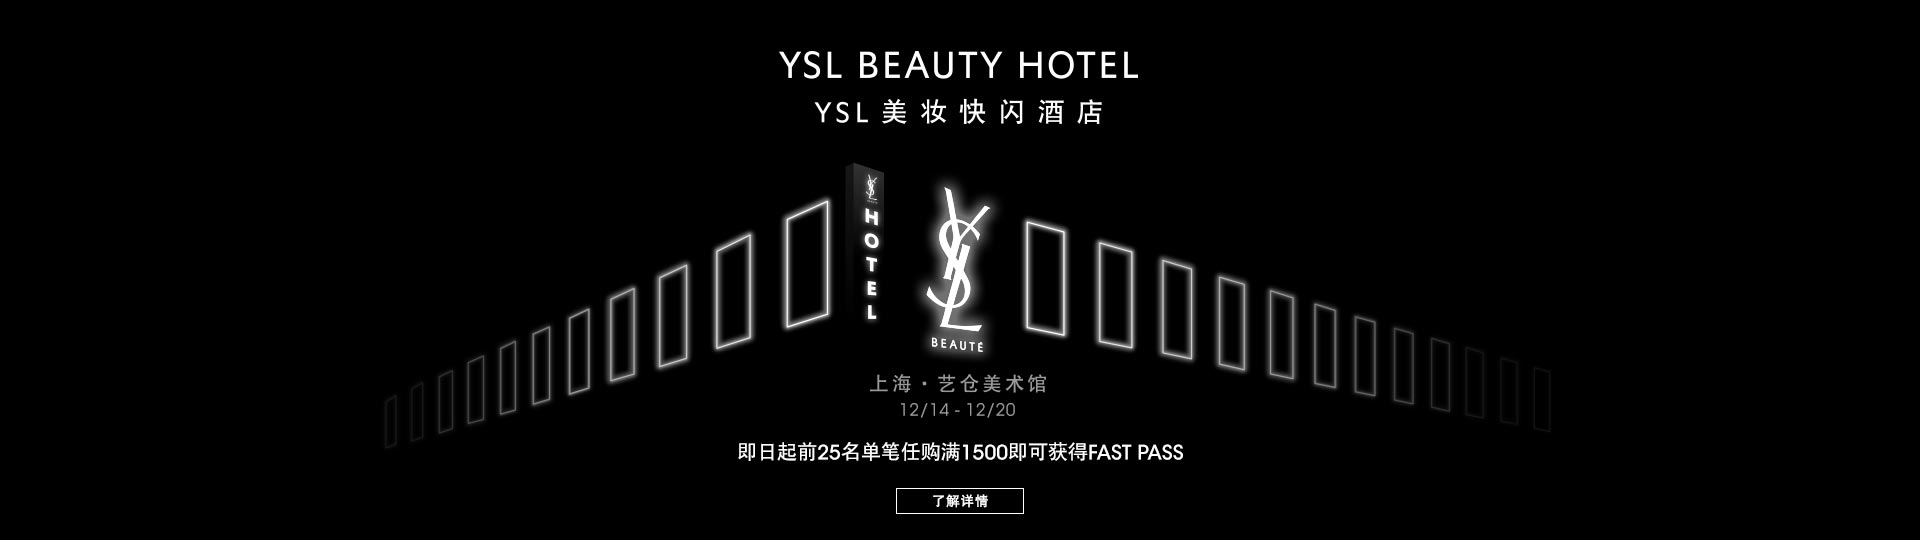 YSL BEAUTY HOTEL
YSL 美妆快闪酒店
HOTEL
YSL
BEAUTÉ
上海·艺仓美术馆
12/14 - 12/20
即日起前25名单笔任购满1500即可获得FAST PASS
了解详情